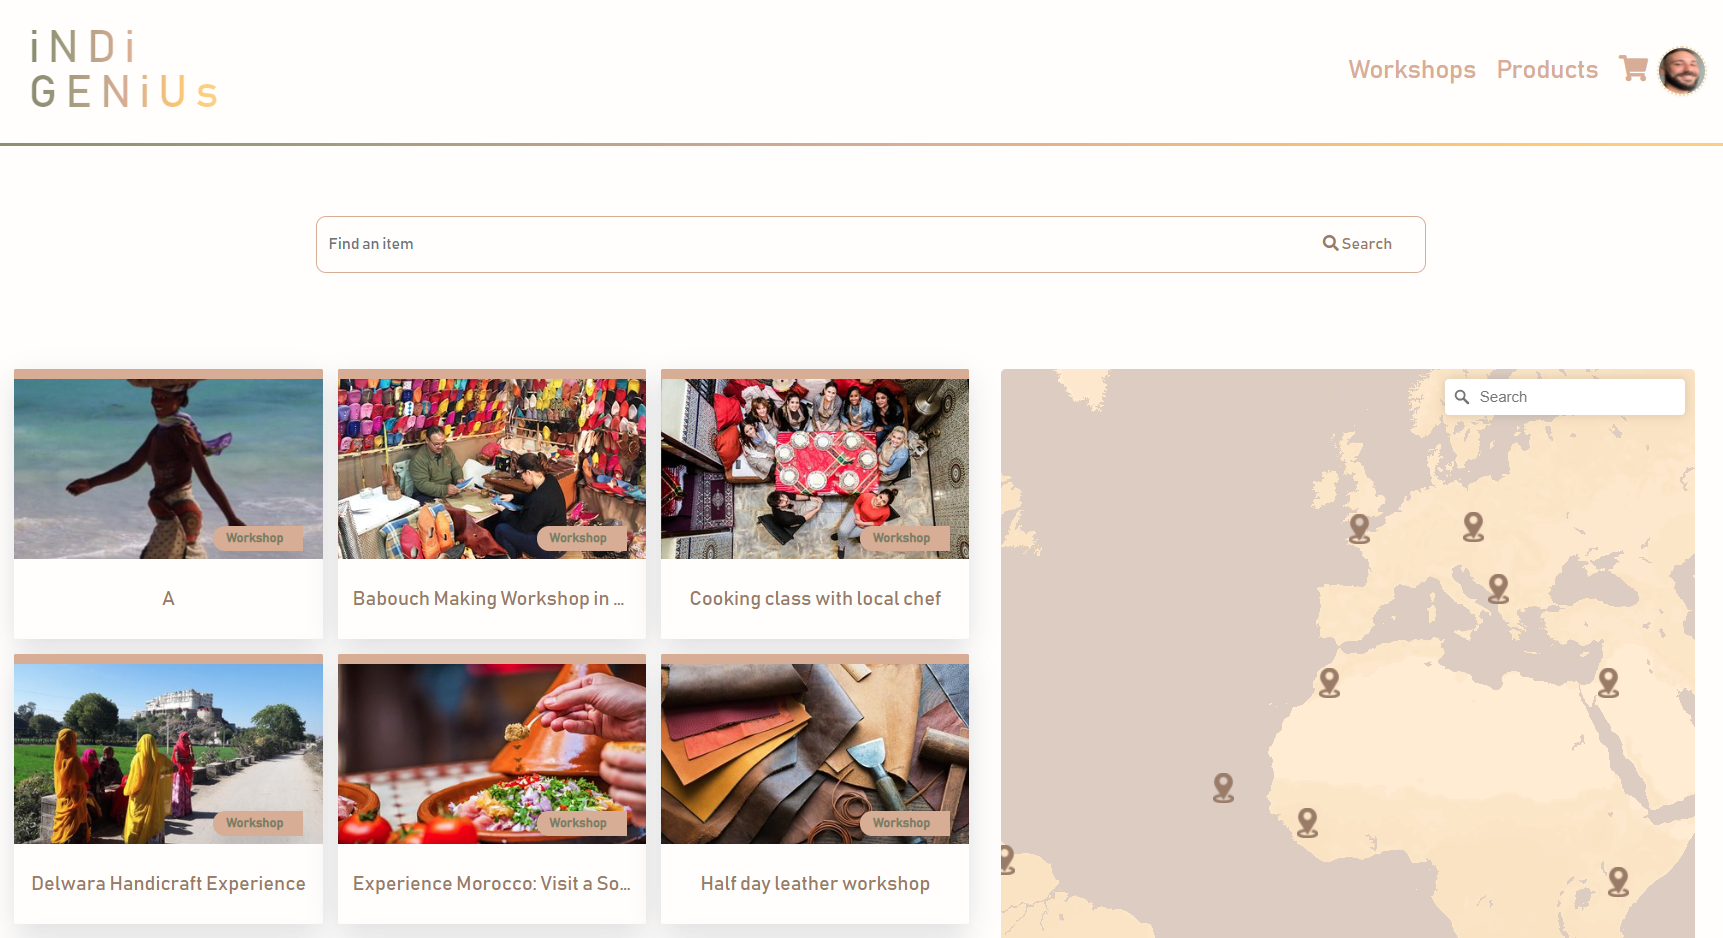 iNDi
GENiUs
Workshops Products
Find an item
Search
Search
Workshop
Workshop
Workshop
A
Babouch Making Workshop in ...
Cooking class with local chef
Workshop
Workshop
Workshop
Delwara Handicraft Experience
Experience Morocco: Visit a So...
Half day leather workshop